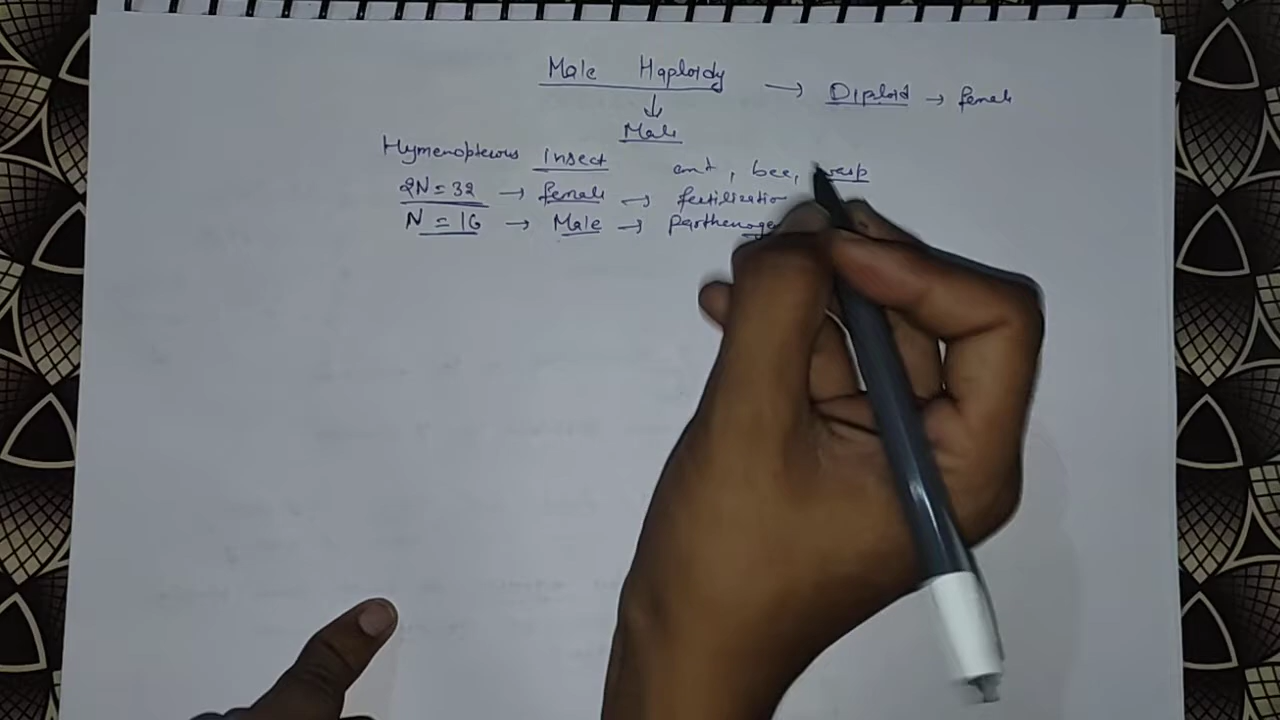 Male Haploidy → Diploid → female
↓
Male
Hymenopterous Insect ant, bee, wasp
2N = 32 → female → fertilization
N = 16 → Male → Parthenoge